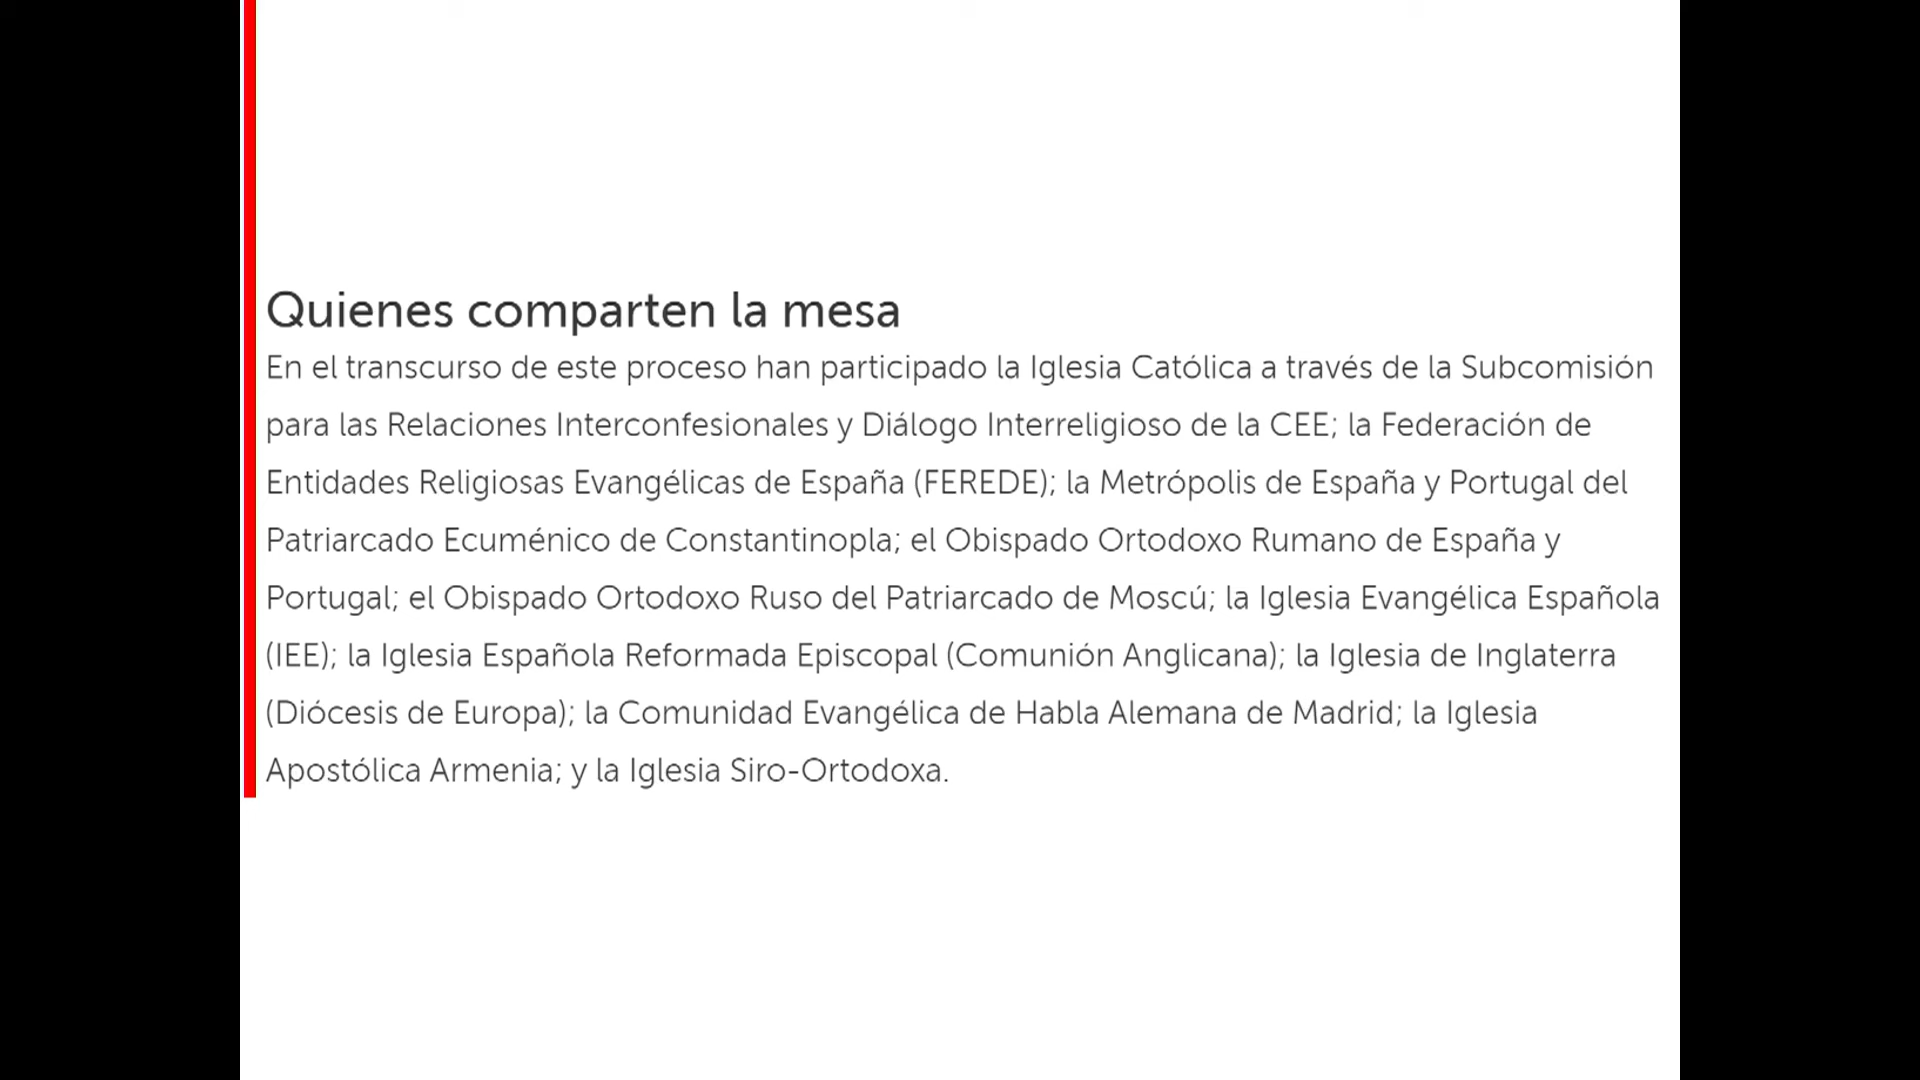 Quienes comparten la mesa
En el transcurso de este proceso han participado la Iglesia Católica a través de la Subcomisión
para las Relaciones Interconfesionales y Diálogo Interreligioso de la CEE; la Federación de
Entidades Religiosas Evangélicas de España (FEREDE); la Metrópolis de España y Portugal del
Patriarcado Ecuménico de Constantinopla; el Obispado Ortodoxo Rumano de España y
Portugal; el Obispado Ortodoxo Ruso del Patriarcado de Moscú; la Iglesia Evangélica Española
(IEE); la Iglesia Española Reformada Episcopal (Comunión Anglicana); la Iglesia de Inglaterra
(Diócesis de Europa); la Comunidad Evangélica de Habla Alemana de Madrid; la Iglesia
Apostólica Armenia; y la Iglesia Siro-Ortodoxa.